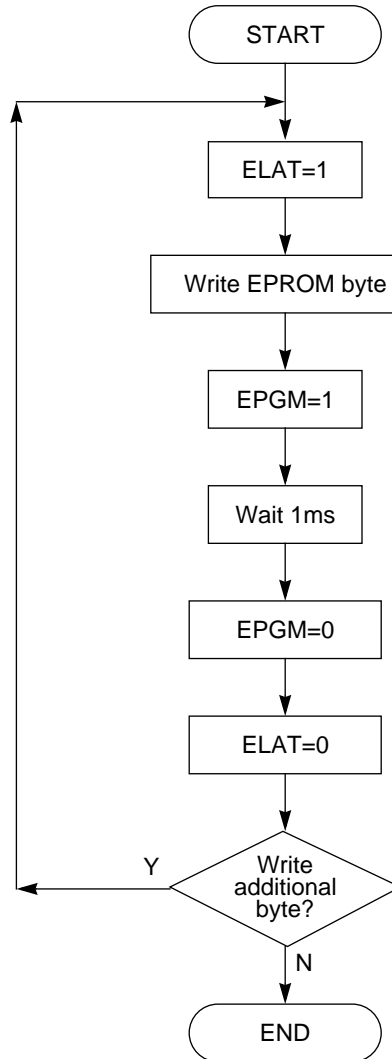 START
ELAT=1
Write EPROM byte
EPGM=1
Wait 1ms
EPGM=0
ELAT=0
Write
additional
byte?
Y
N
END